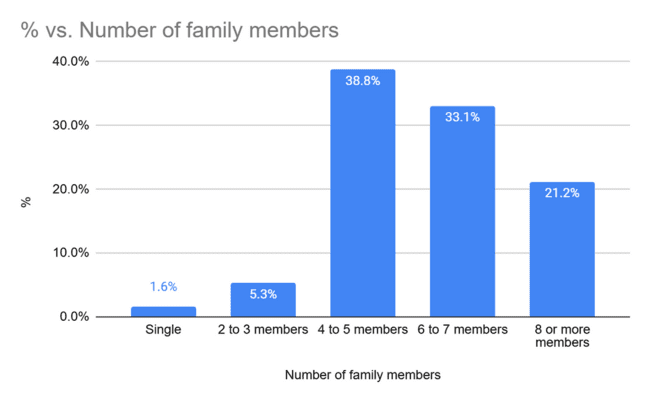 % vs. Number of family members
40.0%
30.0%
20.0%
10.0%
0.0%
%
1.6%
5.3%
38.8%
33.1%
21.2%
Single
2 to 3 members
4 to 5 members
6 to 7 members
8 or more
members
Number of family members